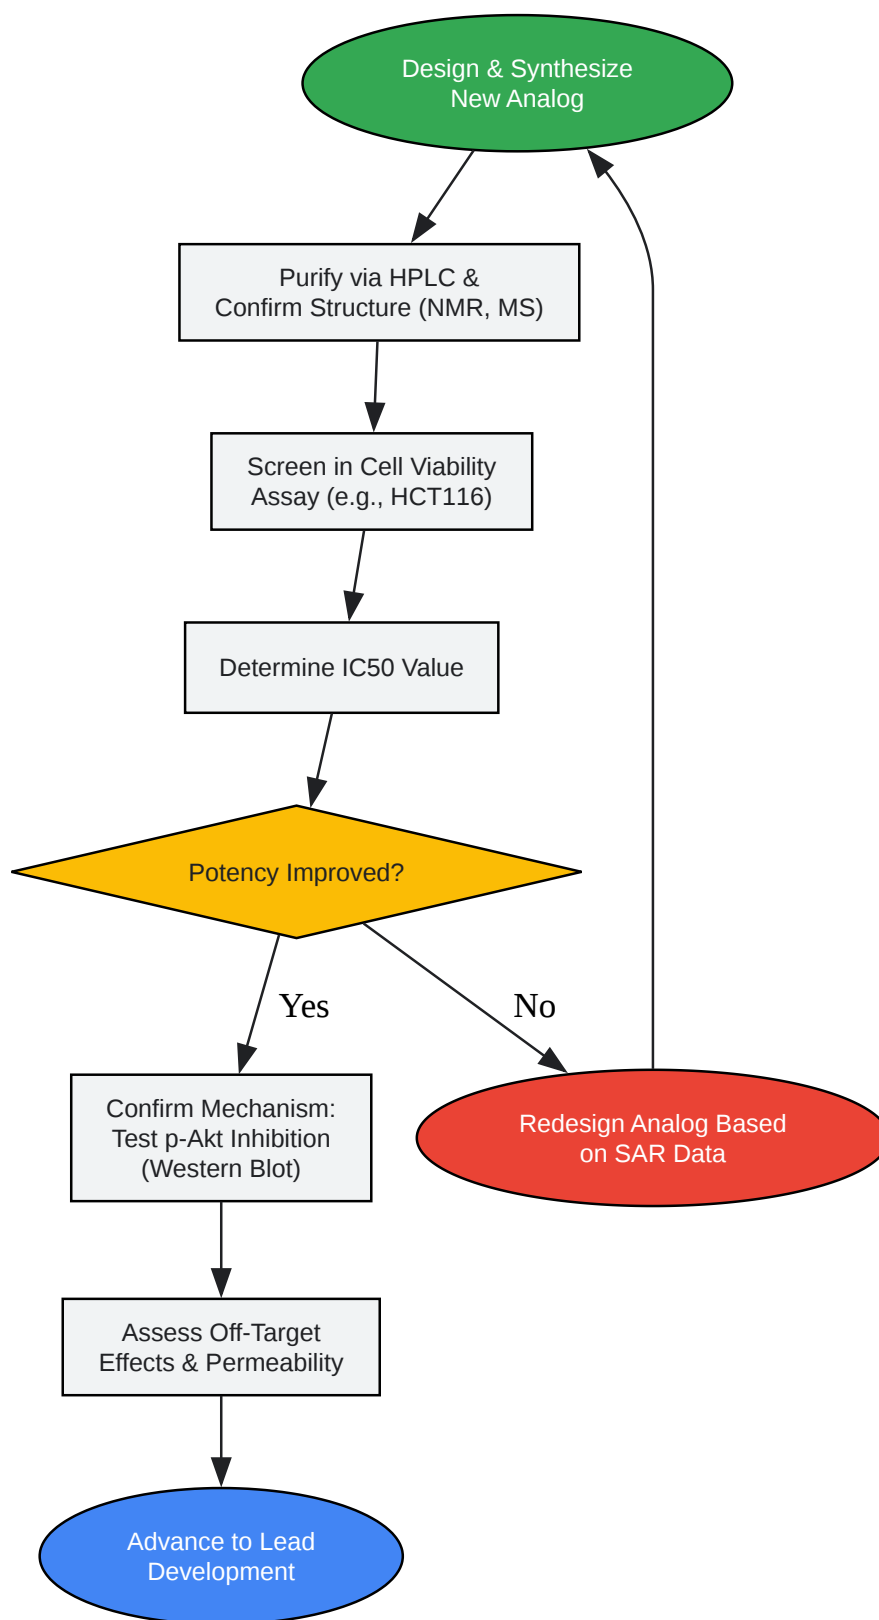 Design & Synthesize
New Analog
Purify via HPLC &
Confirm Structure (NMR, MS)
Screen in Cell Viability
Assay (e.g., HCT116)
Determine IC50 Value
Potency Improved?
Yes
No
Confirm Mechanism:
Test p-Akt Inhibition
(Western Blot)
Redesign Analog Based
on SAR Data
Assess Off-Target
Effects & Permeability
Advance to Lead
Development